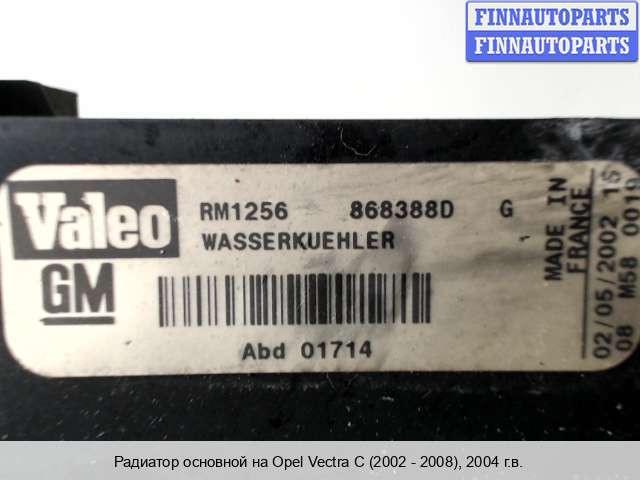 FINNAUTOPARTS
FINNAUTOPARTS
Valeo
GM
RM1256 868388D G
WASSERKUEHLER
Abd 01714
MADE IN
FRANCE
02/05/2002 15
08 M58 0019
Радиатор основной на Opel Vectra C (2002 - 2008), 2004 г.в.